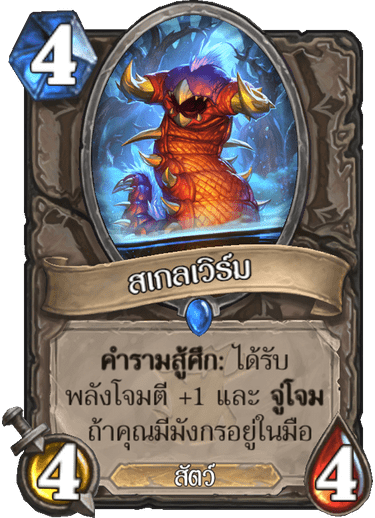 4
สเกลเวิร์ม
คำรามสู้ศึก: ได้รับ
พลังโจมตี +1 และ จู่โจม
ถ้าคุณมีมังกรอยู่ในมือ
4
สัตว์
4